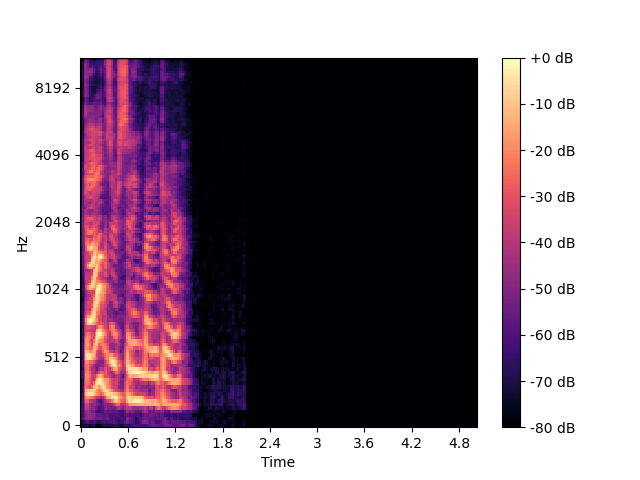 8192
4096
2048
1024
512
0
Hz
0 0.6 1.2 1.8 2.4 3 3.6 4.2 4.8
Time
+0 dB
-10 dB
-20 dB
-30 dB
-40 dB
-50 dB
-60 dB
-70 dB
-80 dB